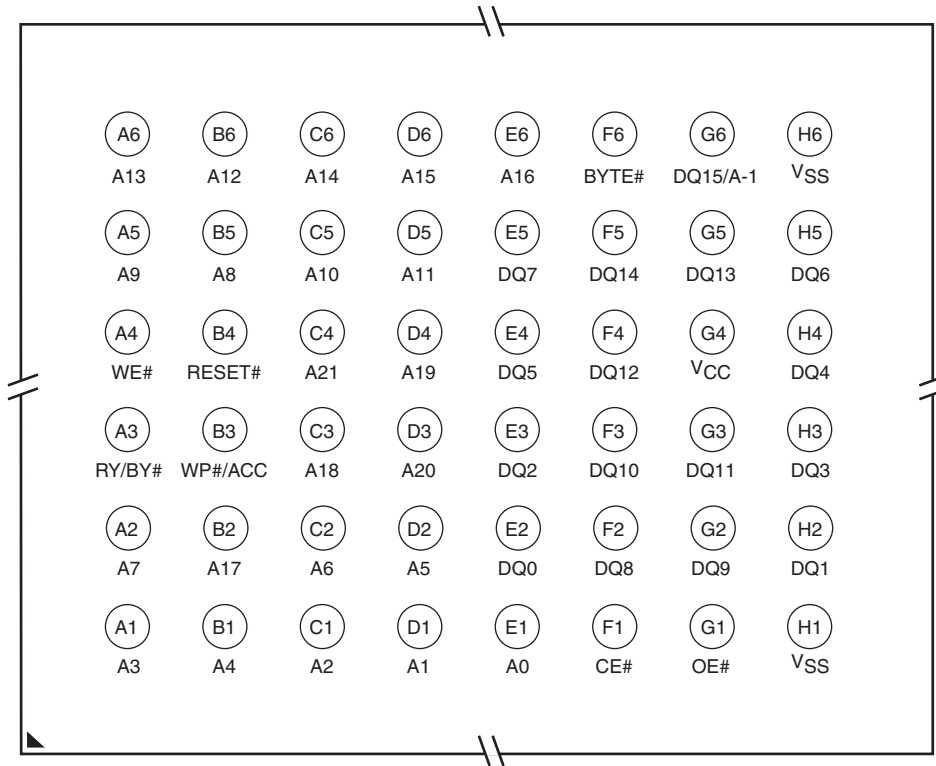 A6 B6 C6 D6 E6 F6 G6 H6
A13 A12 A14 A15 A16 BYTE# DQ15/A-1 VSS
A5 B5 C5 D5 E5 F5 G5 H5
A9 A8 A10 A11 DQ7 DQ14 DQ13 DQ6
A4 B4 C4 D4 E4 F4 G4 H4
WE# RESET# A21 A19 DQ5 DQ12 VCC DQ4
A3 B3 C3 D3 E3 F3 G3 H3
RY/BY# WP#/ACC A18 A20 DQ2 DQ10 DQ11 DQ3
A2 B2 C2 D2 E2 F2 G2 H2
A7 A17 A6 A5 DQ0 DQ8 DQ9 DQ1
A1 B1 C1 D1 E1 F1 G1 H1
A3 A4 A2 A1 A0 CE# OE# VSS